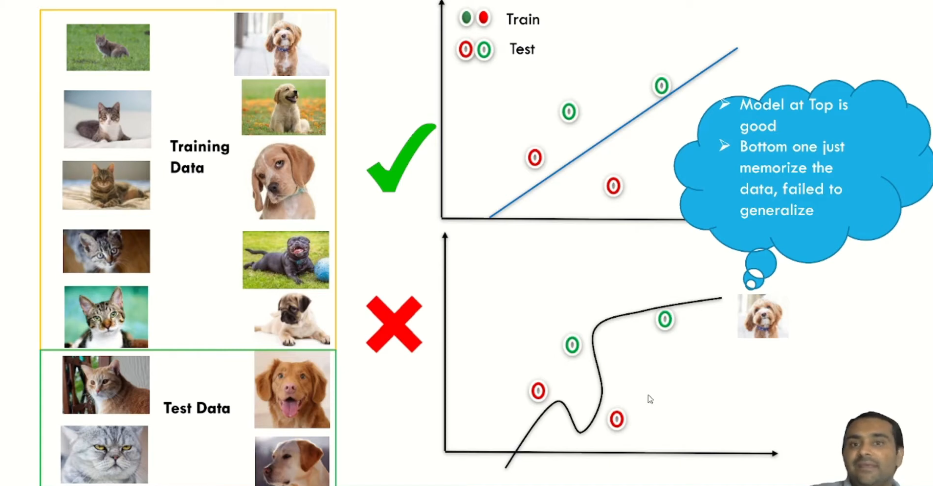 Train
Test
Training
Data
Test Data
➢ Model at Top is
good
➢ Bottom one just
memorize the
data, failed to
generalize